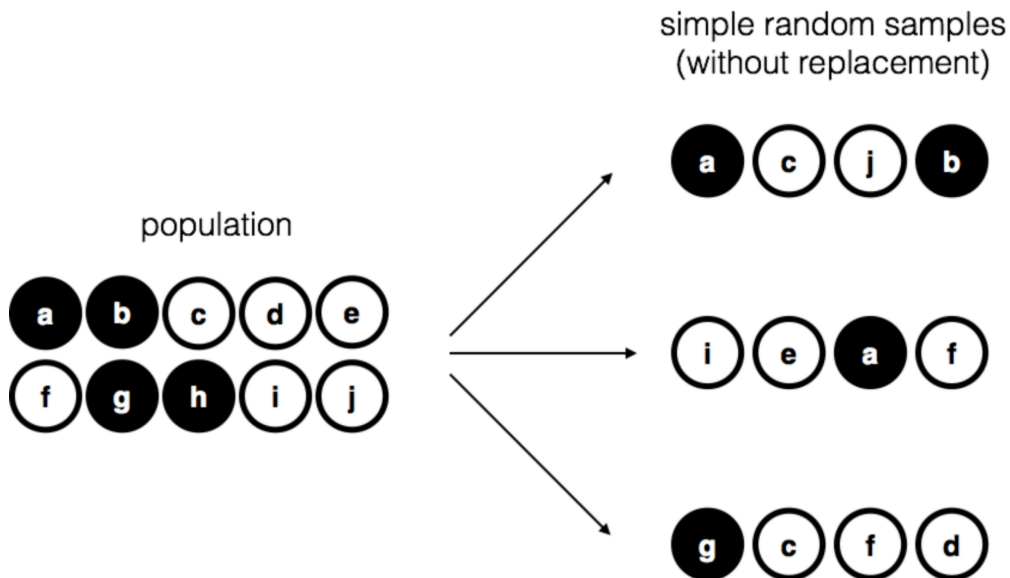 simple random samples
(without replacement)
a c j b
population
a b c d e
i e a f
f g h i j
g c f d